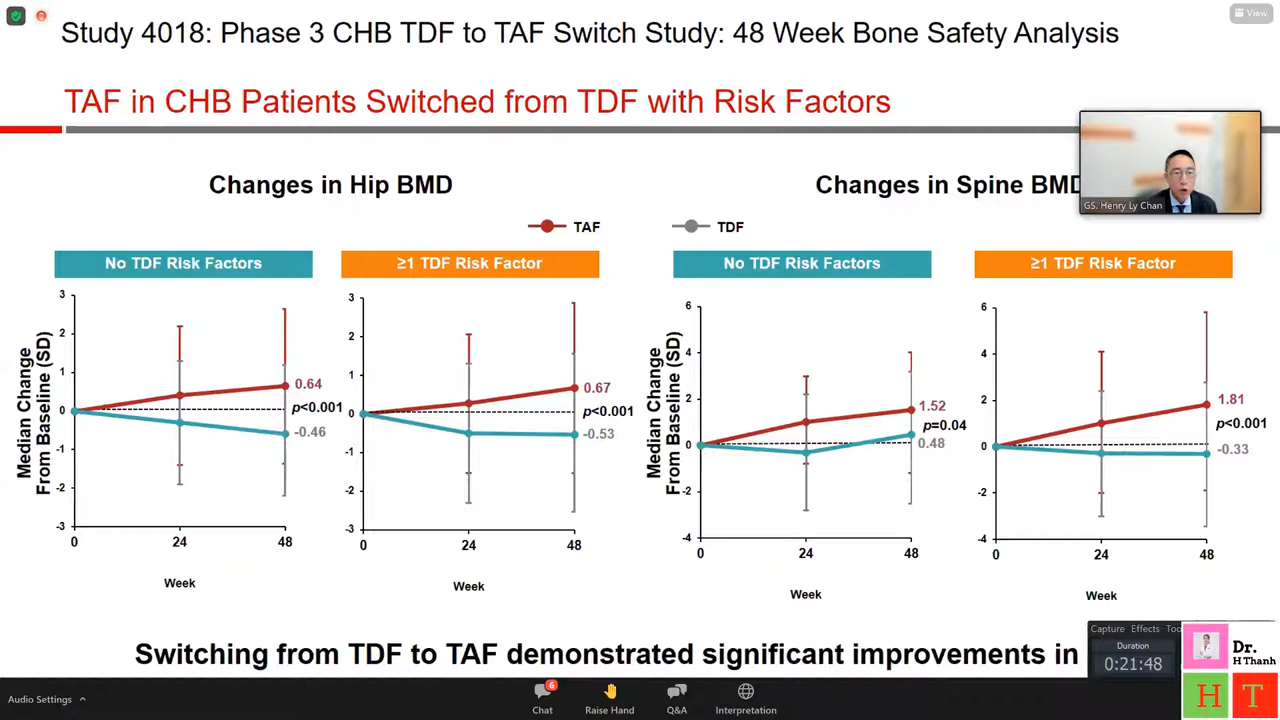 View
Study 4018: Phase 3 CHB TDF to TAF Switch Study: 48 Week Bone Safety Analysis
TAF in CHB Patients Switched from TDF with Risk Factors
GS. Henry Ly Chan
Changes in Hip BMD
Changes in Spine BMD
TAF
TDF
No TDF Risk Factors
≥1 TDF Risk Factor
No TDF Risk Factors
≥1 TDF Risk Factor
Median Change
From Baseline (SD)
3
2
1
0
-1
-2
-3
0
24
48
Week
0.64
p<0.001
-0.46
3
2
1
0
-1
-2
-3
0
24
48
Week
0.67
p<0.001
-0.53
Median Change
From Baseline (SD)
6
4
2
0
-2
-4
0
24
48
Week
1.52
p=0.04
0.48
6
4
2
0
-2
-4
0
24
48
Week
1.81
p<0.001
-0.33
Switching from TDF to TAF demonstrated significant improvements in
Capture Effects Too
Duration
0:21:48
Dr.
H Thanh
H T
Audio Settings
6
Chat
Raise Hand
Q&A
Interpretation